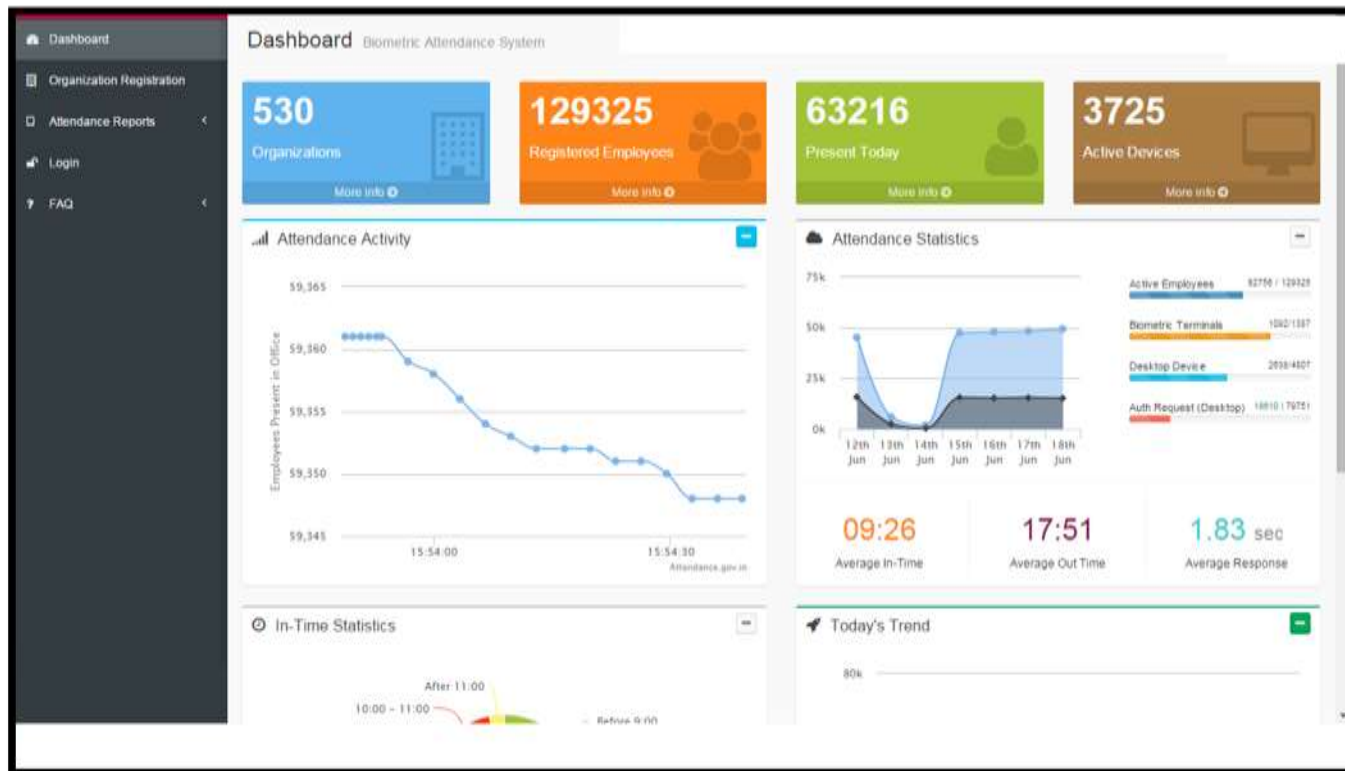 Dashboard
Organization Registration
Attendance Reports
Login
FAQ
Dashboard Biometric Attendance System
530
Organizations
More info
129325
Registered Employees
More info
63216
Present Today
More info
3725
Active Devices
More info
Attendance Activity
59,365
59,360
59,355
59,350
59,345
Employees Present in Office
15:54:00
15:54:30
Attendance.gov.in
Attendance Statistics
75k
50k
25k
0k
12th Jun
13th Jun
14th Jun
15th Jun
16th Jun
17th Jun
18th Jun
Active Employees
Biometric Terminals
Desktop Device
Auth Request (Desktop)
09:26
Average In-Time
17:51
Average Out Time
1.83 sec
Average Response
In-Time Statistics
After 11:00
10:00 - 11:00
Before 9:00
Today's Trend
80k